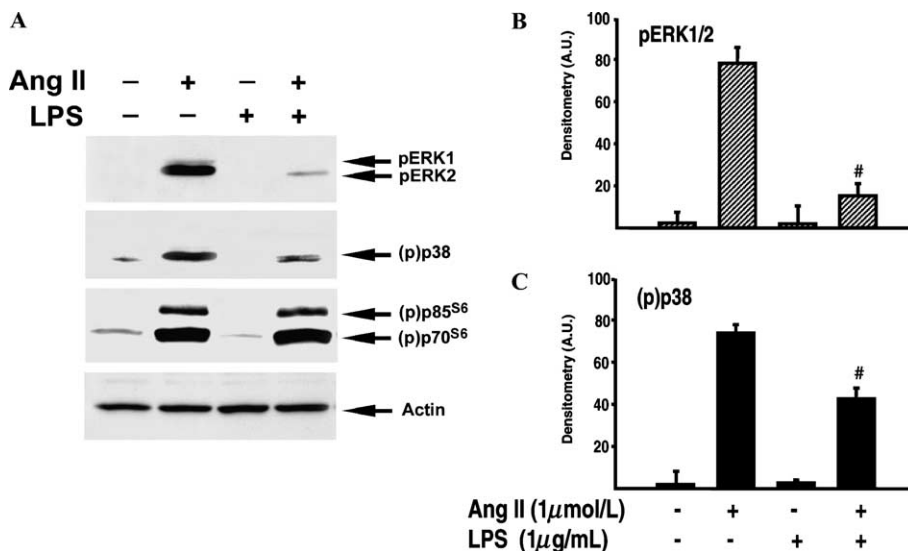 A
Ang II - + - +
LPS - - + +
pERK1
pERK2
(p)p38
(p)p85S6
(p)p70S6
Actin
B
pERK1/2
Densitometry (A.U.)
100
80
60
40
20
#
C
(p)p38
Densitometry (A.U.)
100
80
60
40
20
#
Ang II (1μmol/L) - + - +
LPS (1μg/mL) - - + +